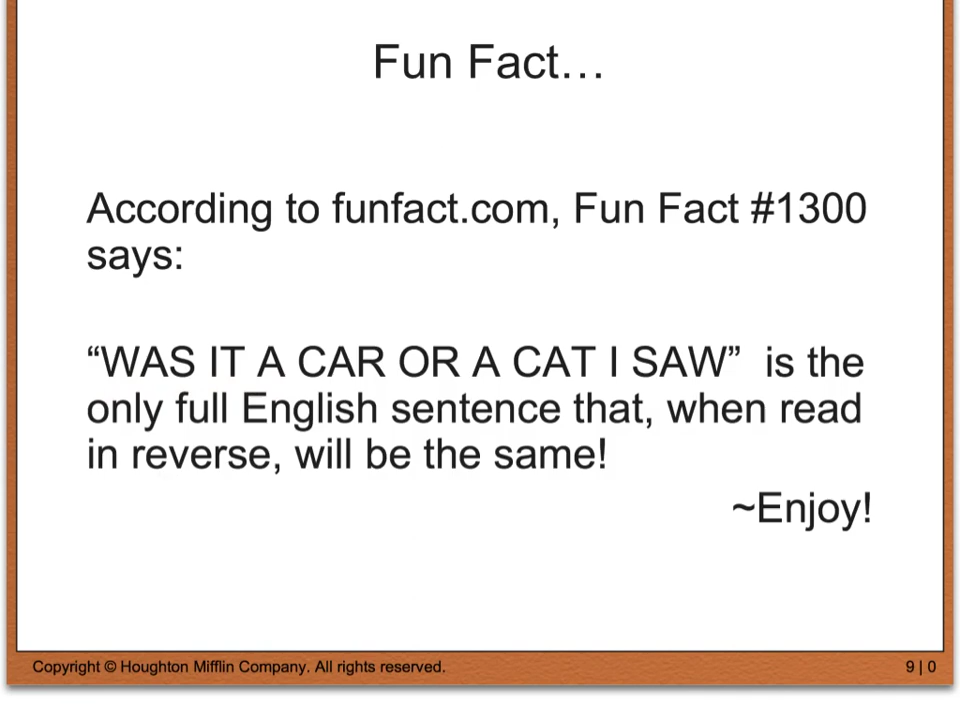 Fun Fact…
According to funfact.com, Fun Fact #1300
says:
“WAS IT A CAR OR A CAT I SAW”  is the
only full English sentence that, when read
in reverse, will be the same!
~Enjoy!
Copyright © Houghton Mifflin Company. All rights reserved.
9 | 0